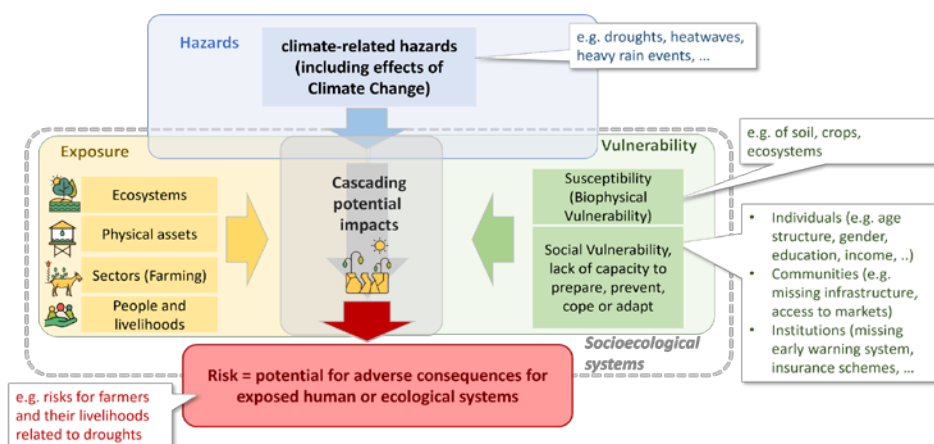 Hazards
climate-related hazards
(including effects of
Climate Change)
e.g. droughts, heatwaves,
heavy rain events, ...
Exposure
Ecosystems
Physical assets
Sectors (Farming)
People and
livelihoods
Cascading
potential
impacts
Vulnerability
Susceptibility
(Biophysical
Vulnerability)
Social Vulnerability,
lack of capacity to
prepare, prevent,
cope or adapt
e.g. of soil, crops,
ecosystems
• Individuals (e.g. age
structure, gender,
education, income, ..)
• Communities (e.g.
missing infrastructure,
access to markets)
• Institutions (missing
early warning system,
insurance schemes, ...
Socioecological
systems
Risk = potential for adverse consequences for
exposed human or ecological systems
e.g. risks for farmers
and their livelihoods
related to droughts